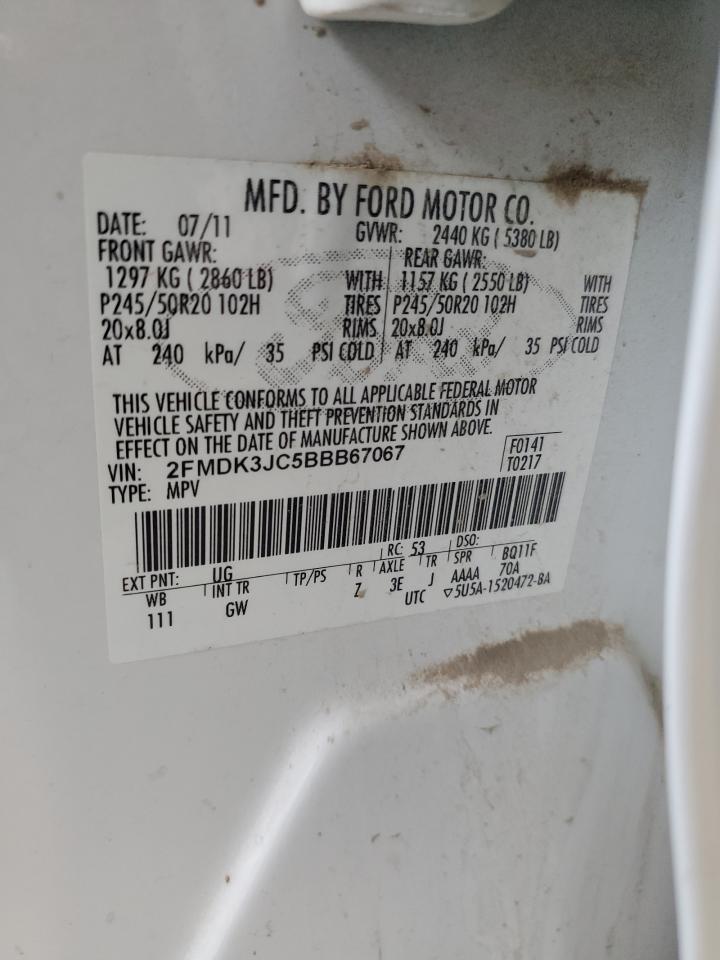 MFD. BY FORD MOTOR CO.
DATE: 07/11 GVWR: 2440 KG ( 5380 LB)
FRONT GAWR: REAR GAWR:
1297 KG ( 2860 LB) WITH 1157 KG ( 2550 LB) WITH
P245/50R20 102H TIRES P245/50R20 102H TIRES
20x8.0J RIMS 20x8.0J RIMS
AT 240 kPa/ 35 PSI COLD AT 240 kPa/ 35 PSI COLD
THIS VEHICLE CONFORMS TO ALL APPLICABLE FEDERAL MOTOR
VEHICLE SAFETY AND THEFT PREVENTION STANDARDS IN
EFFECT ON THE DATE OF MANUFACTURE SHOWN ABOVE.
VIN: 2FMDK3JC5BBB67067 F0141
TYPE: MPV T0217
EXT PNT: UG RC: 53 DSO:
WB INT TR TP/PS R AXLE TR SPR BQ11F
111 GW Z 3E J AAAA 70A
UTC ▽5U5A-1520472-BA